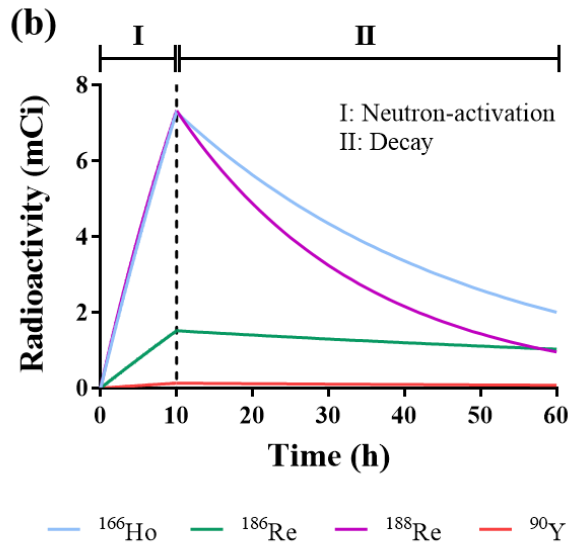 (b)
I II
I: Neutron-activation
II: Decay
Radioactivity (mCi)
8
6
4
2
0
0 10 20 30 40 50 60
Time (h)
¹⁶⁶Ho ¹⁸⁶Re ¹⁸⁸Re ⁹⁰Y